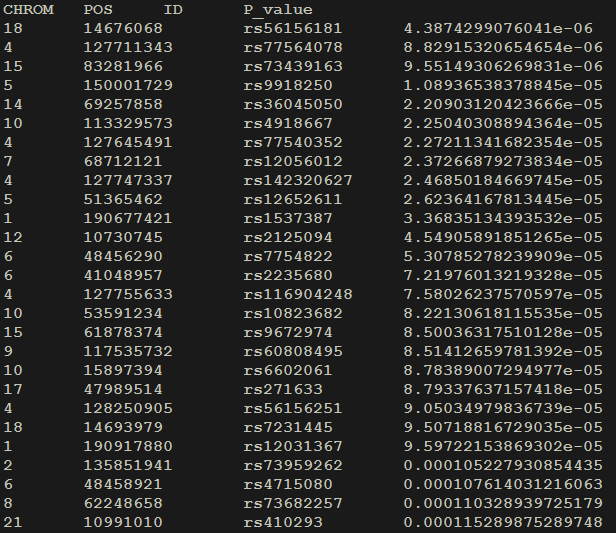 CHROM POS ID P_value
18 14676068 rs56156181 4.3874299076041e-06
4 127711343 rs77564078 8.82915320654654e-06
15 83281966 rs73439163 9.55149306269831e-06
5 150001729 rs9918250 1.08936538378845e-05
14 69257858 rs36045050 2.20903120423666e-05
10 113329573 rs4918667 2.25040308894364e-05
4 127645491 rs77540352 2.27211341682354e-05
7 68712121 rs12056012 2.37266879273834e-05
4 127747337 rs142320627 2.46850184669745e-05
5 51365462 rs12652611 2.62364167813445e-05
1 190677421 rs1537387 3.36835134393532e-05
12 10730745 rs2125094 4.54905891851265e-05
6 48456290 rs7754822 5.30785278239909e-05
6 41048957 rs2235680 7.21976013219328e-05
4 127755633 rs116904248 7.58026237570597e-05
10 53591234 rs10823682 8.22130618115535e-05
15 61878374 rs9672974 8.50036317510128e-05
9 117535732 rs60808495 8.51412659781392e-05
10 15897394 rs6602061 8.78389007294977e-05
17 47989514 rs271633 8.79337637157418e-05
4 128250905 rs56156251 9.05034979836739e-05
18 14693979 rs7231445 9.50718816729035e-05
1 190917880 rs12031367 9.59722153869302e-05
2 135851941 rs73959262 0.000105227930854435
6 48458921 rs4715080 0.000107614031216063
8 62248658 rs73682257 0.000110328939725179
21 10991010 rs410293 0.000115289875289748